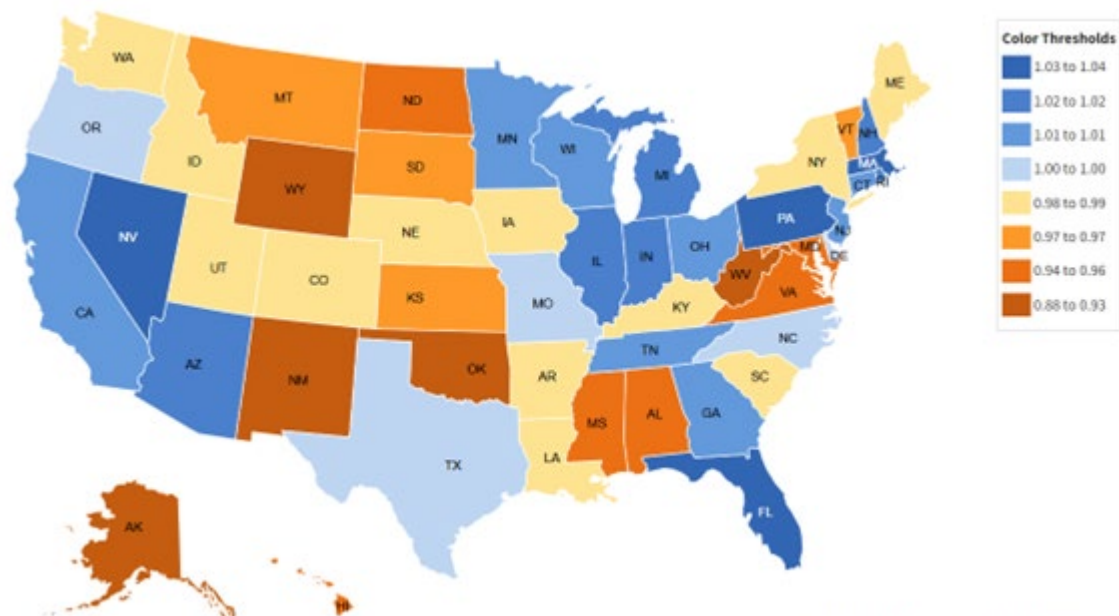 Color Thresholds
1.03 to 1.04
1.02 to 1.02
1.01 to 1.01
1.00 to 1.00
0.98 to 0.99
0.97 to 0.97
0.94 to 0.96
0.88 to 0.93
WA
MT
ND
MN
ME
OR
ID
WY
SD
WI
MI
NY
VT
NH
MA
CT
RI
NV
UT
CO
NE
IA
IL
IN
OH
PA
NJ
MD
DE
CA
KS
MO
KY
WV
VA
AZ
NM
OK
AR
TN
NC
SC
TX
LA
MS
AL
GA
FL
AK
HI